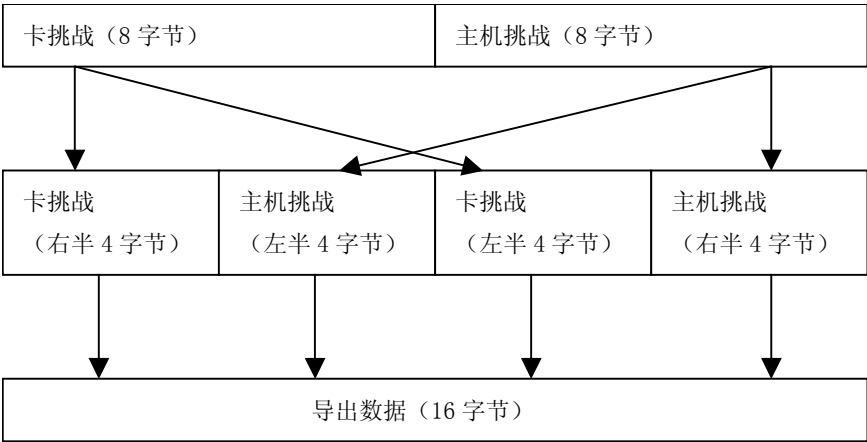 卡挑战（8 字节）
主机挑战（8 字节）
卡挑战
（右半 4 字节）
主机挑战
（左半 4 字节）
卡挑战
（左半 4 字节）
主机挑战
（右半 4 字节）
导出数据（16 字节）